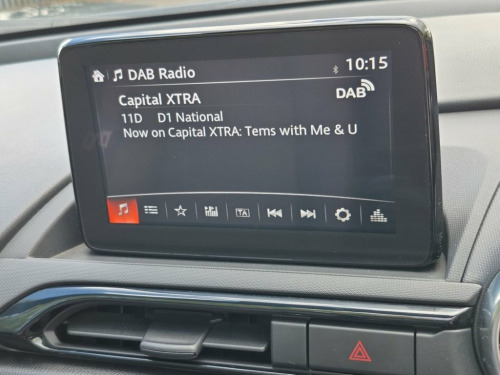 DAB Radio
10:15
Capital XTRA
DAB
11D D1 National
Now on Capital XTRA: Tems with Me & U
TA